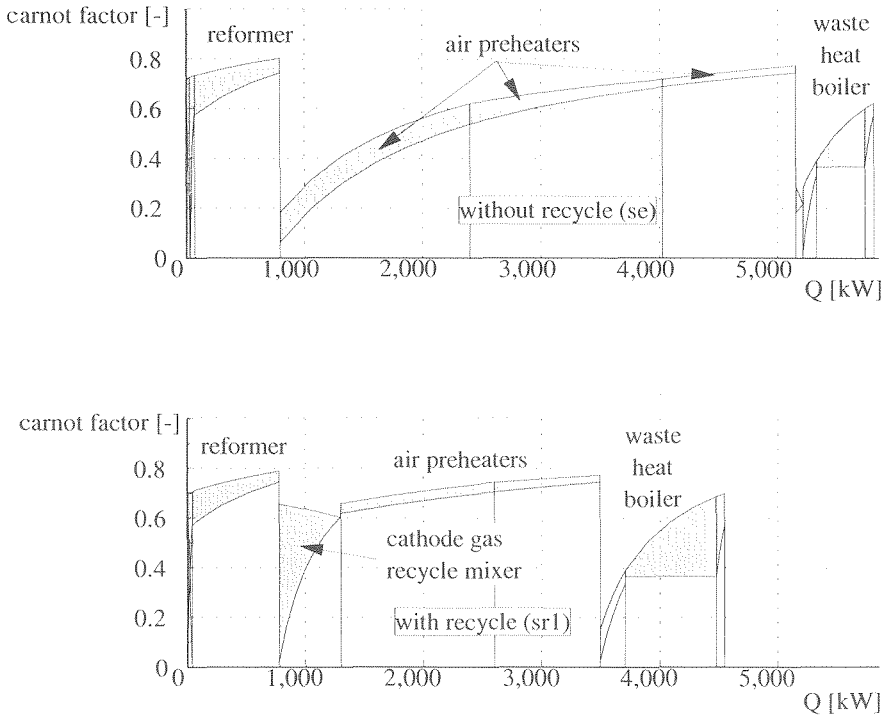 carnot factor [-]
reformer
air preheaters
waste
heat
boiler
0.8
0.6
0.4
0.2
0
without recycle (se)
0 1,000 2,000 3,000 4,000 5,000
Q [kW]
carnot factor [-]
reformer
air preheaters
waste
heat
boiler
0.8
0.6
0.4
0.2
0
cathode gas
recycle mixer
with recycle (sr1)
0 1,000 2,000 3,000 4,000 5,000
Q [kW]